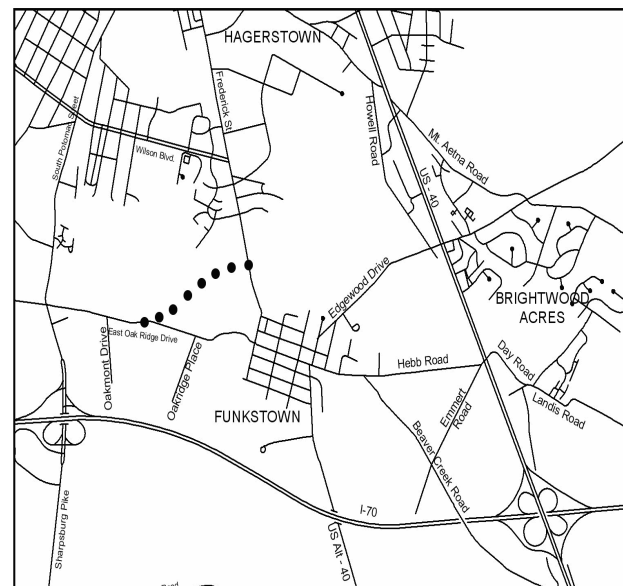 HAGERSTOWN
Frederick St.
South Potomac Street
Wilson Blvd.
Howell Road
Mt. Aetna Road
US - 40
Edgewood Drive
BRIGHTWOOD
ACRES
East Oak Ridge Drive
Oakmont Drive
Oakridge Place
Hebb Road
Day Road
Landis Road
FUNKSTOWN
Emmert
Road
Beaver Creek Road
I-70
Sharpsburg Pike
US Alt - 40
Road